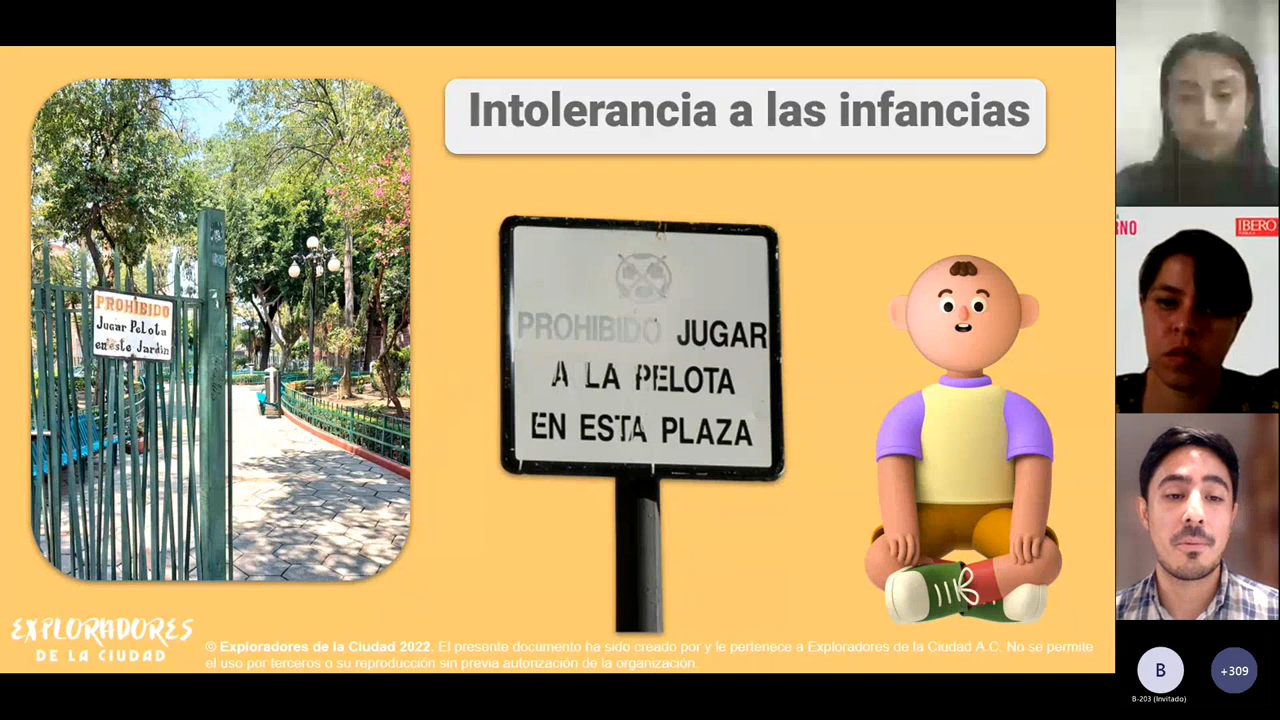 Intolerancia a las infancias
PROHIBIDO
Jugar Pelota
en este Jardín
PROHIBIDO JUGAR
A LA PELOTA
EN ESTA PLAZA
EXPLORADORES
DE LA CIUDAD
© Exploradores de la Ciudad 2022. El presente documento ha sido creado por y le pertenece a Exploradores de la Ciudad A.C. No se permite
el uso por terceros o su reproducción sin previa autorización de la organización.
RNO
IBERO
B
+309
B-203 (Invitado)